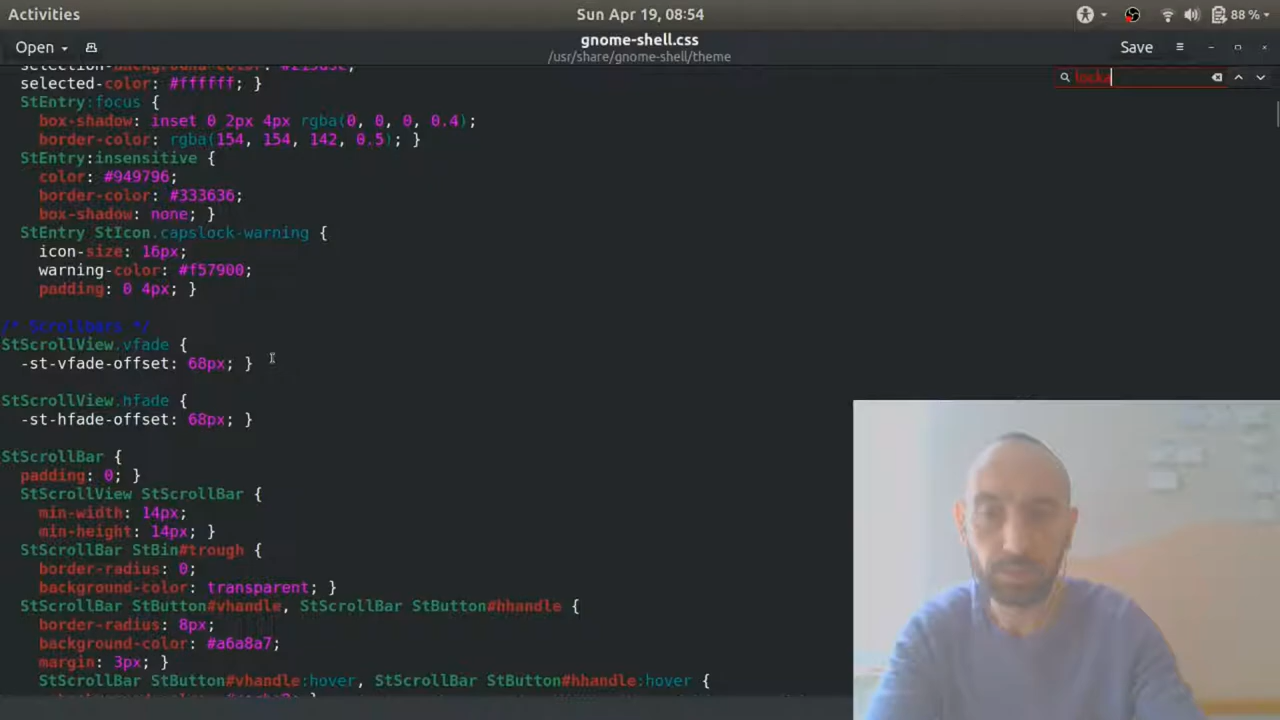 Activities
Sun Apr 19, 08:54
88 %
Open
gnome-shell.css
/usr/share/gnome-shell/theme
Save
selected-color: #ffffff; }
StEntry:focus {
box-shadow: inset 0 2px 4px rgba(0, 0, 0, 0.4);
border-color: rgba(154, 154, 142, 0.5); }
StEntry:insensitive {
color: #949796;
border-color: #333636;
box-shadow: none; }
StEntry StIcon.capslock-warning {
icon-size: 16px;
warning-color: #f57900;
padding: 0 4px; }
/* Scrollbars */
StScrollView.vfade {
-st-vfade-offset: 68px; }
StScrollView.hfade {
-st-hfade-offset: 68px; }
StScrollBar {
padding: 0; }
StScrollView StScrollBar {
min-width: 14px;
min-height: 14px; }
StScrollBar StBin#trough {
border-radius: 0;
background-color: transparent; }
StScrollBar StButton#vhandle, StScrollBar StButton#hhandle {
border-radius: 8px;
background-color: #a6a8a7;
margin: 3px; }
StScrollBar StButton#vhandle:hover, StScrollBar StButton#hhandle:hover {